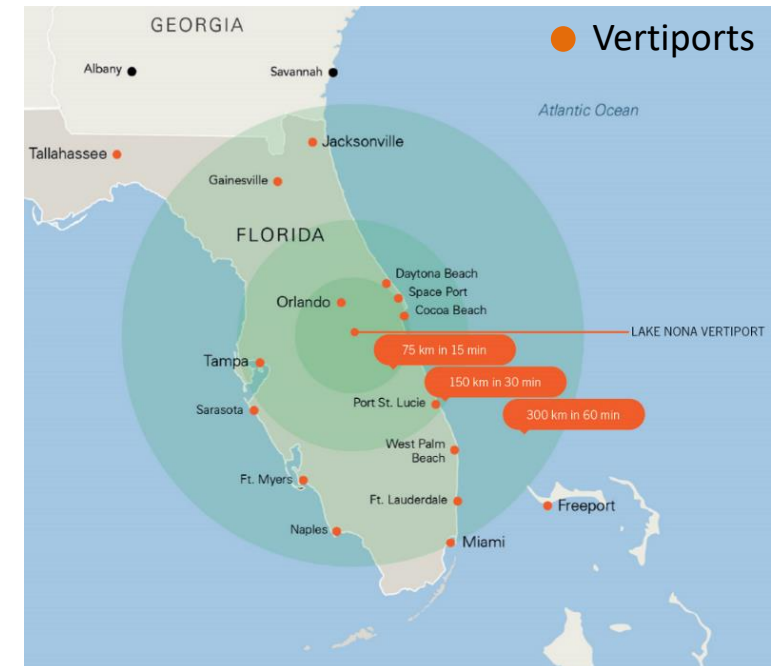 GEORGIA
Vertiports
Albany
Savannah
Atlantic Ocean
Jacksonville
Tallahassee
Gainesville
FLORIDA
Daytona Beach
Space Port
Orlando
Cocoa Beach
LAKE NONA VERTIPORT
75 km in 15 min
Tampa
150 km in 30 min
Port St. Lucie
Sarasota
300 km in 60 min
West Palm
Beach
Ft. Myers
Ft. Lauderdale
Freeport
Naples
Miami